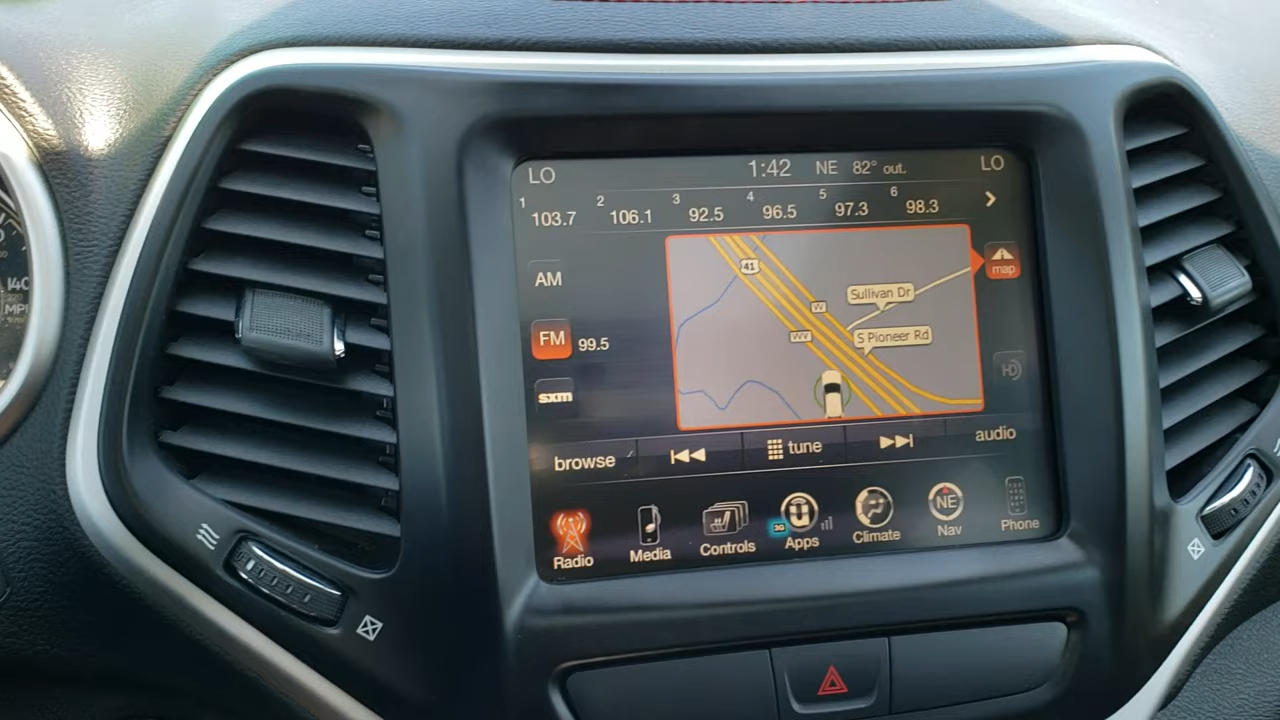 LO 1:42 NE 82° out. LO
1 2 3 4 5 6
103.7 106.1 92.5 96.5 97.3 98.3
AM
map
41
Sullivan Dr
W
S Pioneer Rd
WV
FM 99.5
HD
sxm
browse tune audio
3G NE
Radio Media Controls Apps Climate Nav Phone
140
MPH